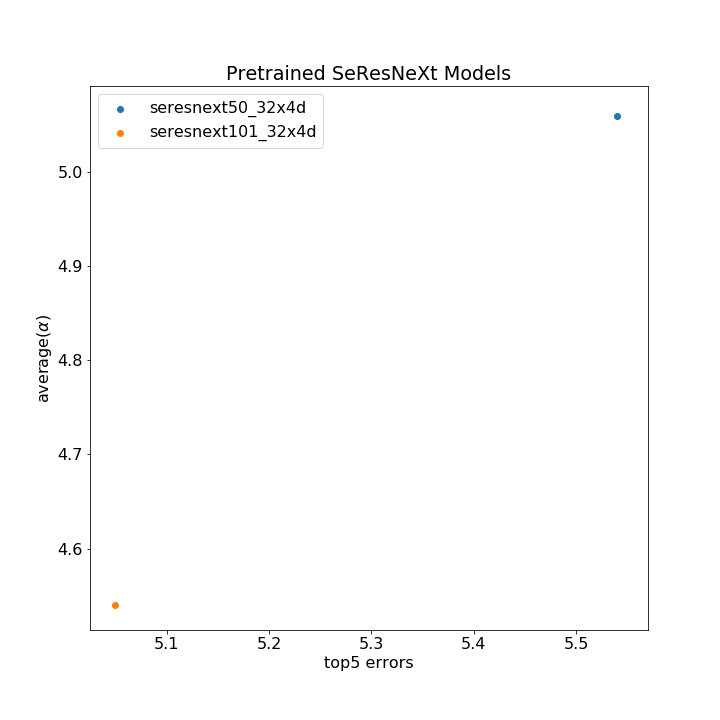 Pretrained SeResNeXt Models
seresnext50_32x4d
seresnext101_32x4d
5.0
4.9
4.8
4.7
4.6
average(α)
5.1 5.2 5.3 5.4 5.5
top5 errors